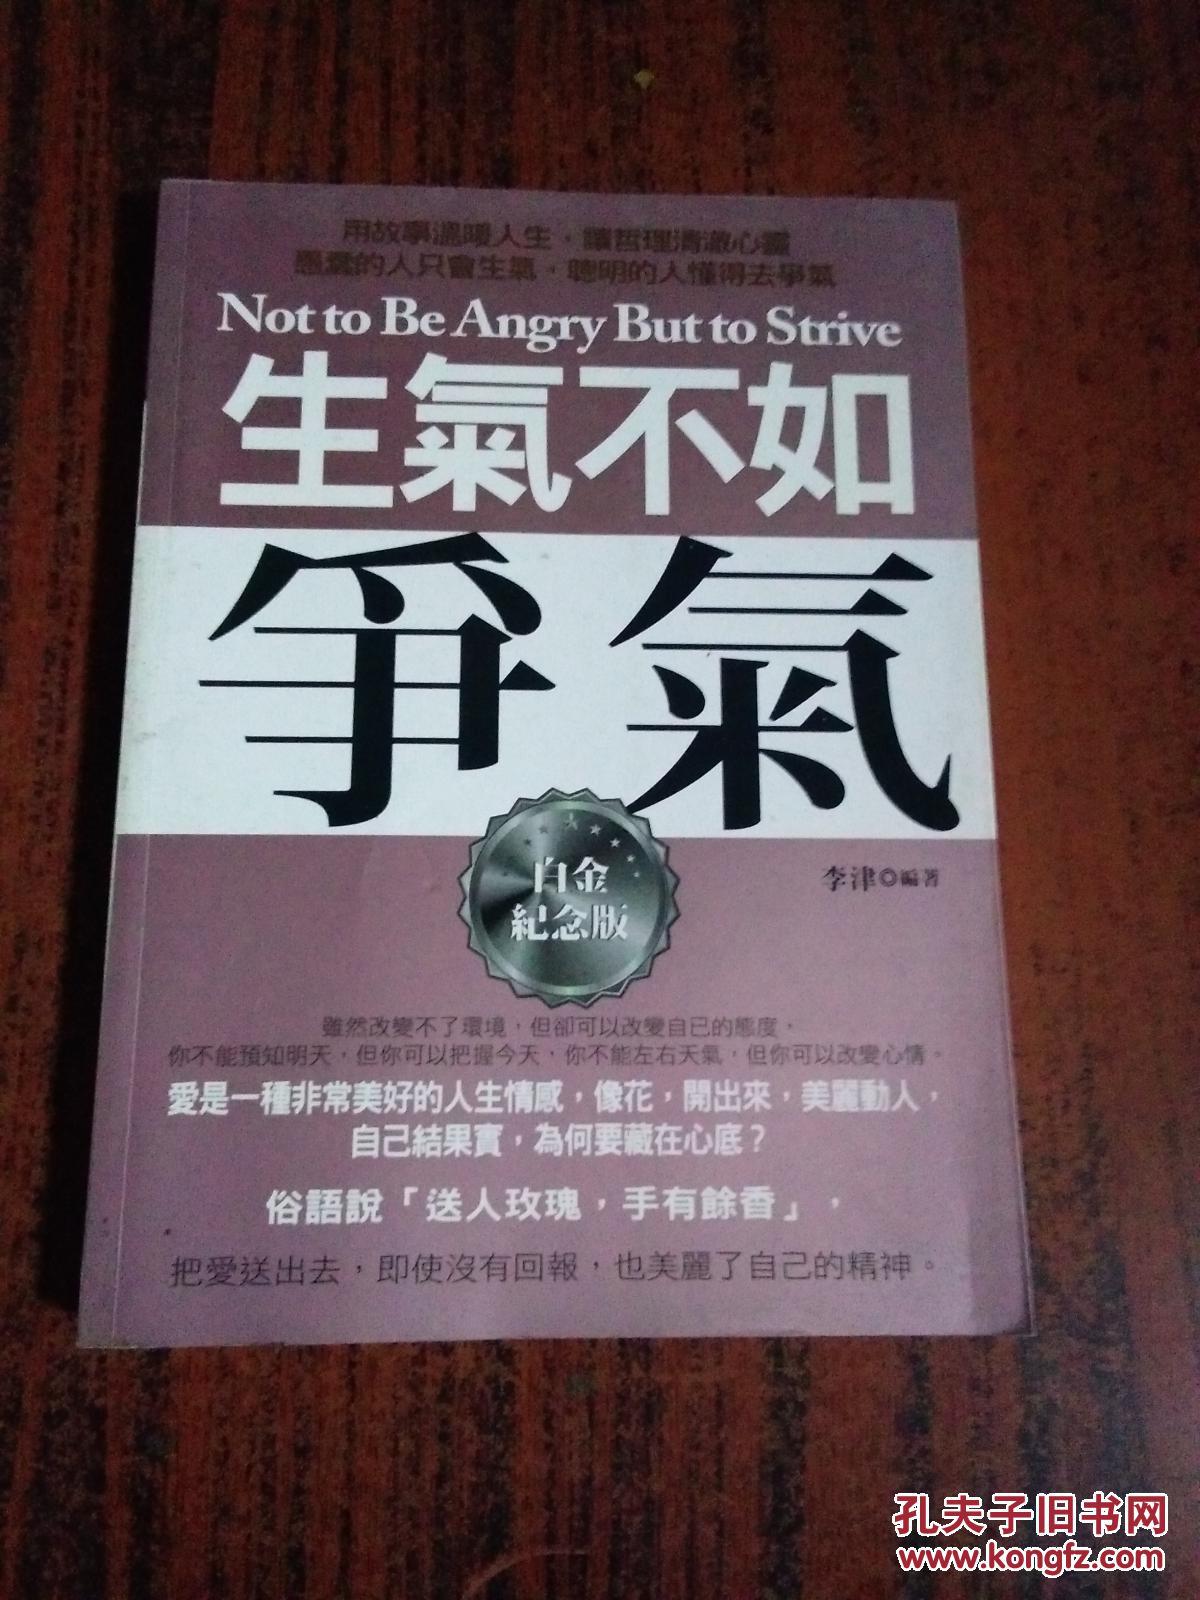 用故事溫暖人生，讓哲理清澈心靈
愚蠢的人只會生氣，聰明的人懂得去爭氣
Not to Be Angry But to Strive
生氣不如
爭氣
白金
紀念版
李津◎編著
雖然改變不了環境，但卻可以改變自已的態度，
你不能預知明天，但你可以把握今天，你不能左右天氣，但你可以改變心情。
愛是一種非常美好的人生情感，像花，開出來，美麗動人，
自己結果實，為何要藏在心底？
俗語說「送人玫瑰，手有餘香」，
把愛送出去，即使沒有回報，也美麗了自己的精神。
孔夫子旧书网
www.kongfz.com